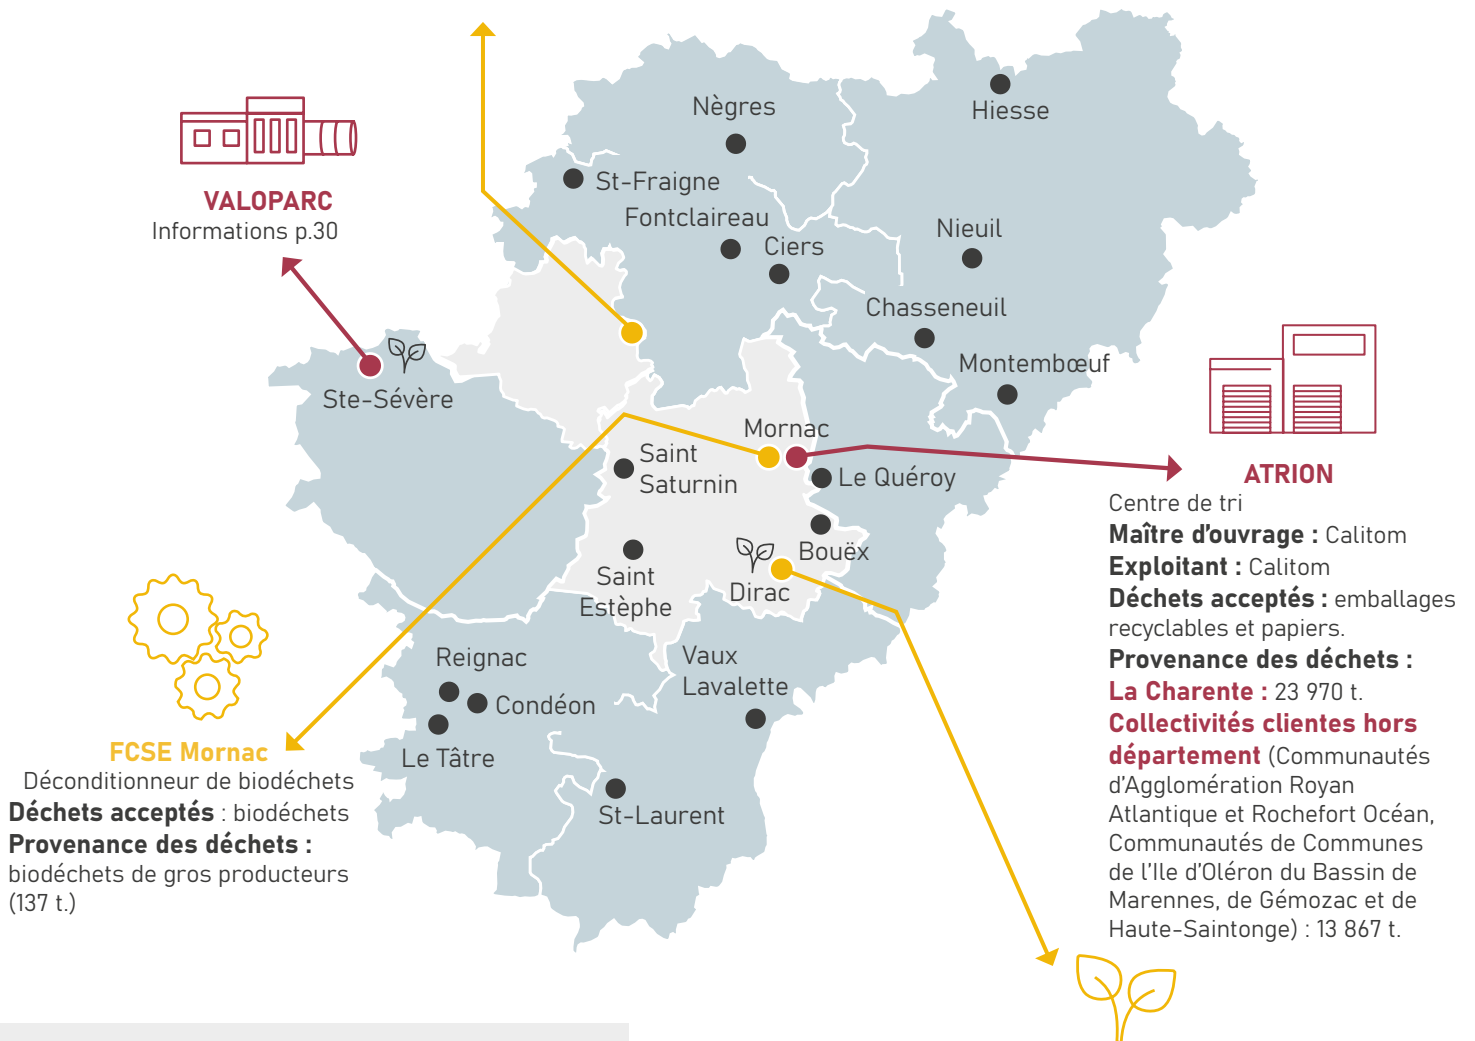 Nègres
Hiesse
St-Fraigne
Fontclaireau
Ciers
Nieuil
Chasseneuil
Montembœuf
VALOPARC
Informations p.30
Ste-Sévère
Mornac
Saint
Saturnin
Le Quéroy
Bouëx
Saint
Estèphe
Dirac
Reignac
Condéon
Le Tâtre
Vaux
Lavalette
St-Laurent
FCSE Mornac
Déconditionneur de biodéchets
Déchets acceptés : biodéchets
Provenance des déchets :
biodéchets de gros producteurs
(137 t.)
ATRION
Centre de tri
Maître d'ouvrage : Calitom
Exploitant : Calitom
Déchets acceptés : emballages
recyclables et papiers.
Provenance des déchets :
La Charente : 23 970 t.
Collectivités clientes hors
département (Communautés
d'Agglomération Royan
Atlantique et Rochefort Océan,
Communautés de Communes
de l'Ile d'Oléron du Bassin de
Marennes, de Gémozac et de
Haute-Saintonge) : 13 867 t.